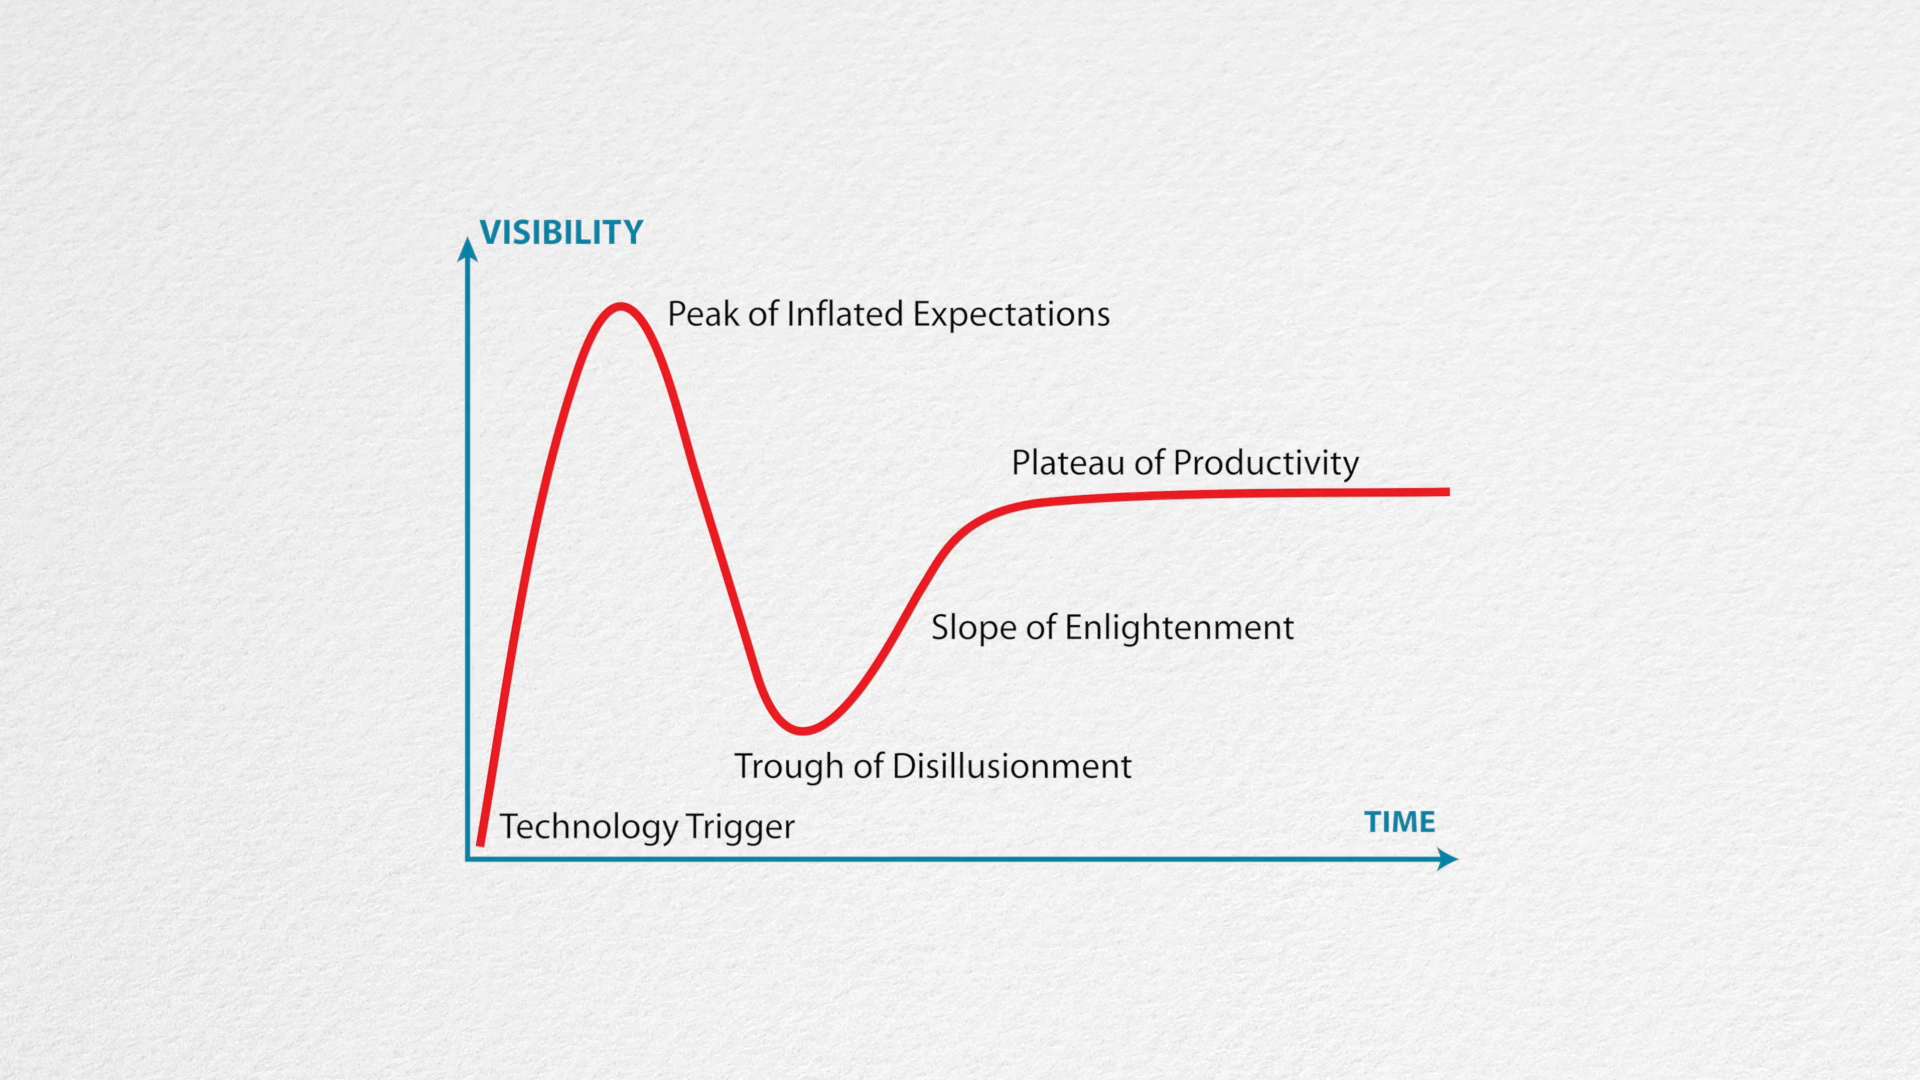 VISIBILITY
Peak of Inflated Expectations
Plateau of Productivity
Slope of Enlightenment
Trough of Disillusionment
Technology Trigger
TIME